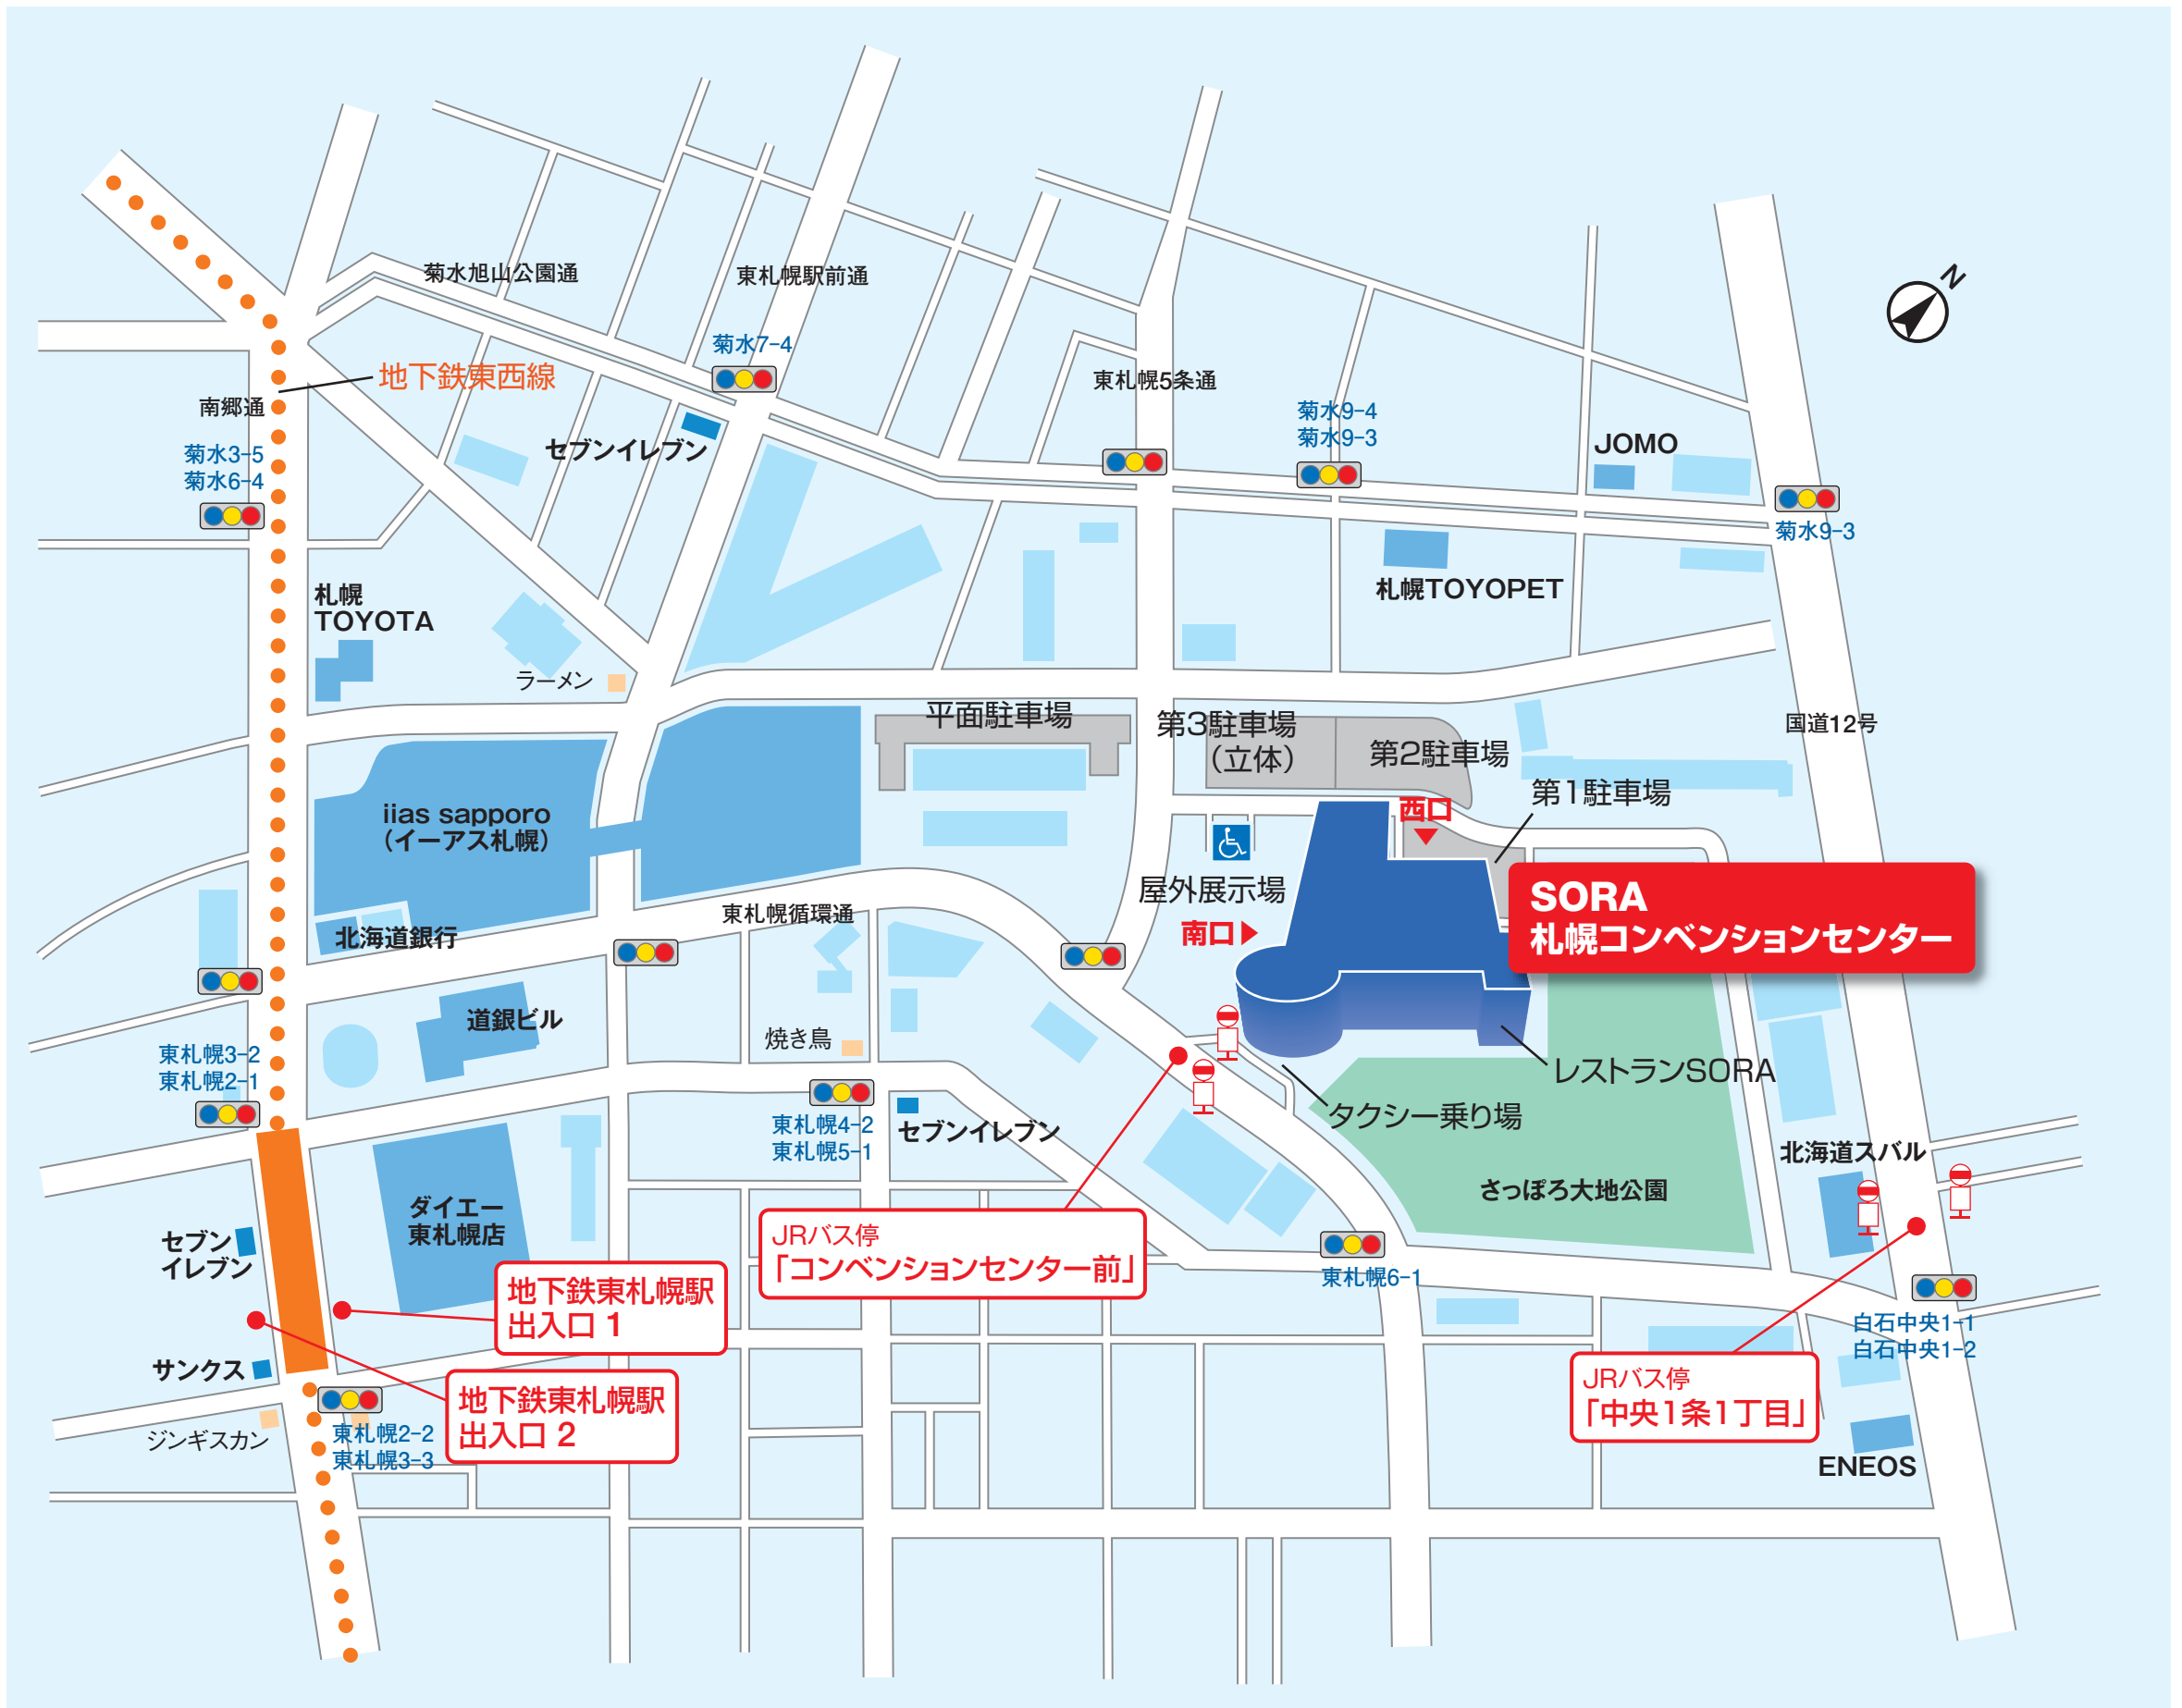 N
菊水旭山公園通
東札幌駅前通
菊水7-4
地下鉄東西線
南郷通
東札幌5条通
菊水9-4
菊水9-3
JOMO
菊水3-5
菊水6-4
セブンイレブン
菊水9-3
札幌
TOYOTA
札幌TOYOPET
ラーメン
平面駐車場
第3駐車場
（立体）
第2駐車場
国道12号
第1駐車場
西口
iias sapporo
（イーアス札幌）
屋外展示場
南口
SORA
札幌コンベンションセンター
東札幌循環通
北海道銀行
道銀ビル
焼き鳥
東札幌3-2
東札幌2-1
レストランSORA
タクシー乗り場
東札幌4-2
東札幌5-1
セブンイレブン
北海道スバル
さっぽろ大地公園
ダイエー
東札幌店
セブン
イレブン
JRバス停
「コンベンションセンター前」
東札幌6-1
地下鉄東札幌駅
出入口 1
白石中央1-1
白石中央1-2
サンクス
地下鉄東札幌駅
出入口 2
JRバス停
「中央1条1丁目」
ジンギスカン
東札幌2-2
東札幌3-3
ENEOS